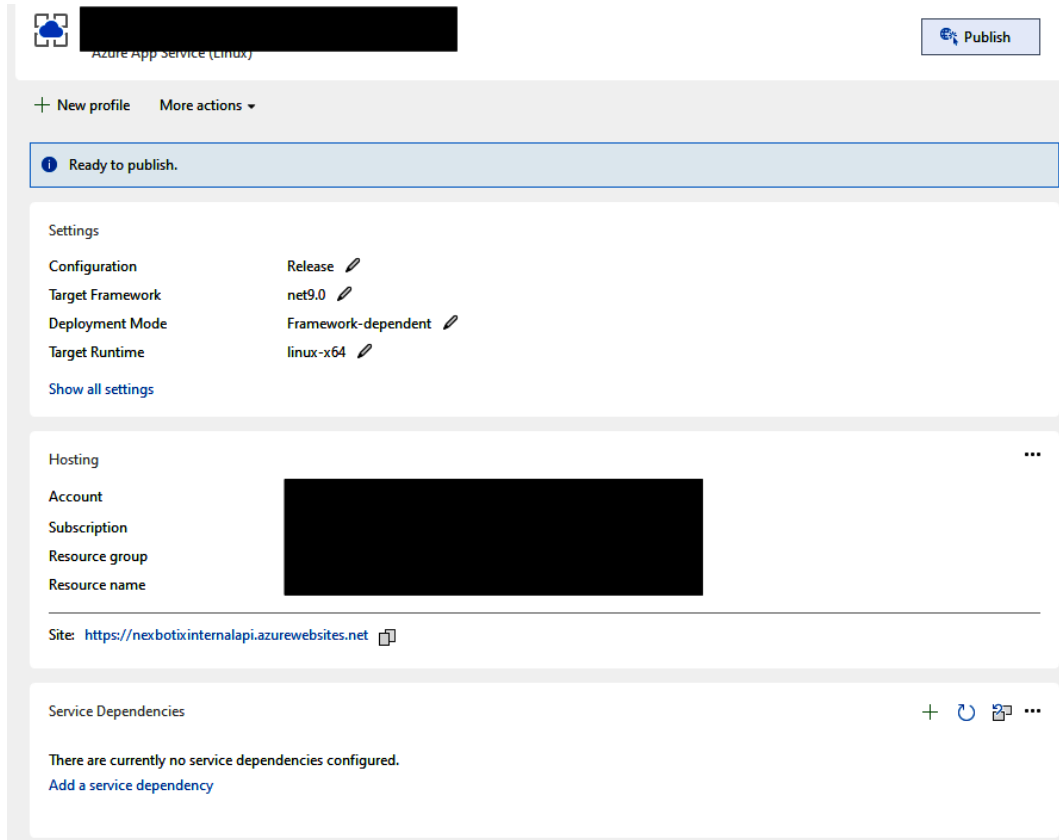 Azure App Service (Linux)
Publish
New profile More actions
Ready to publish.
Settings
Configuration Release
Target Framework net9.0
Deployment Mode Framework-dependent
Target Runtime linux-x64
Show all settings
Hosting
Account
Subscription
Resource group
Resource name
Site: https://nexbotixinternalapi.azurewebsites.net
Service Dependencies
There are currently no service dependencies configured.
Add a service dependency